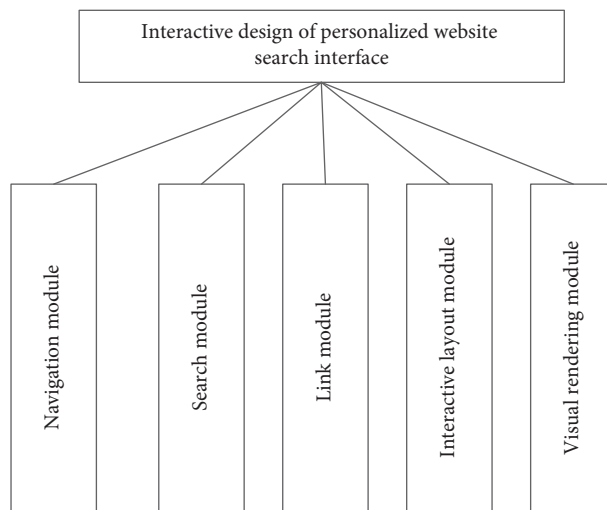 Interactive design of personalized website
search interface
Navigation module
Search module
Link module
Interactive layout module
Visual rendering module